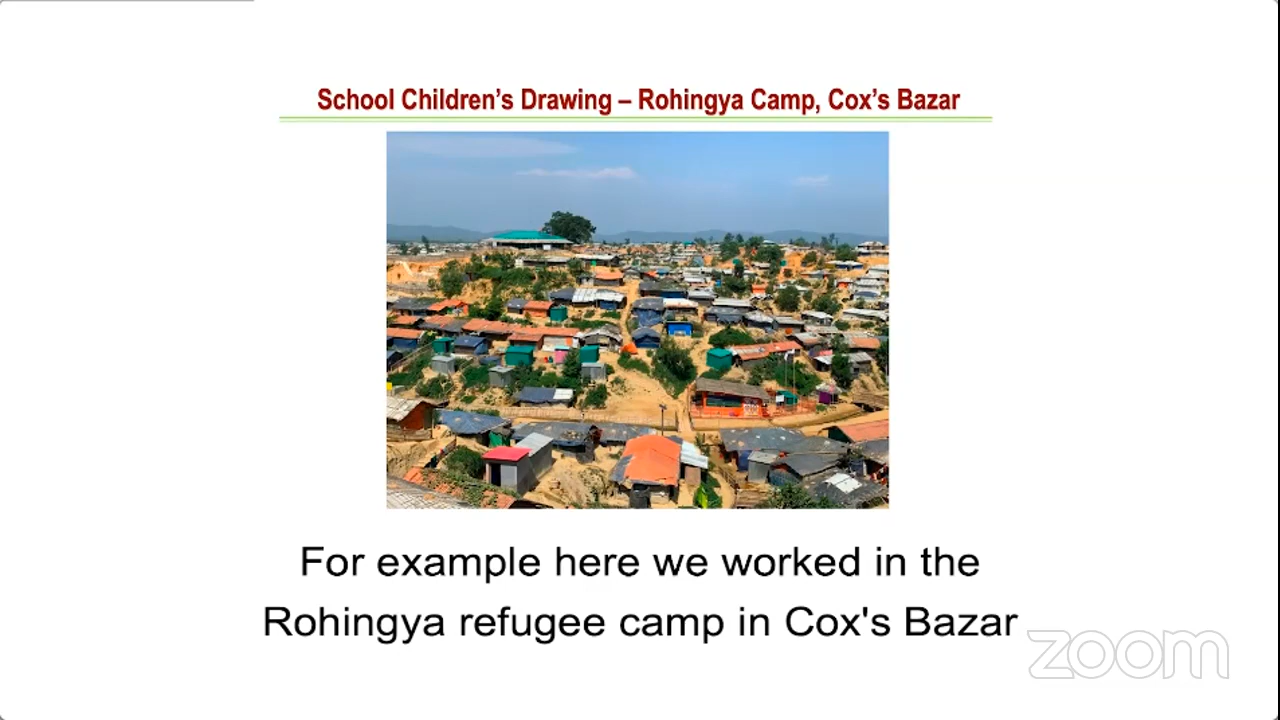 School Children’s Drawing – Rohingya Camp, Cox’s Bazar
For example here we worked in the
Rohingya refugee camp in Cox's Bazar
zoom